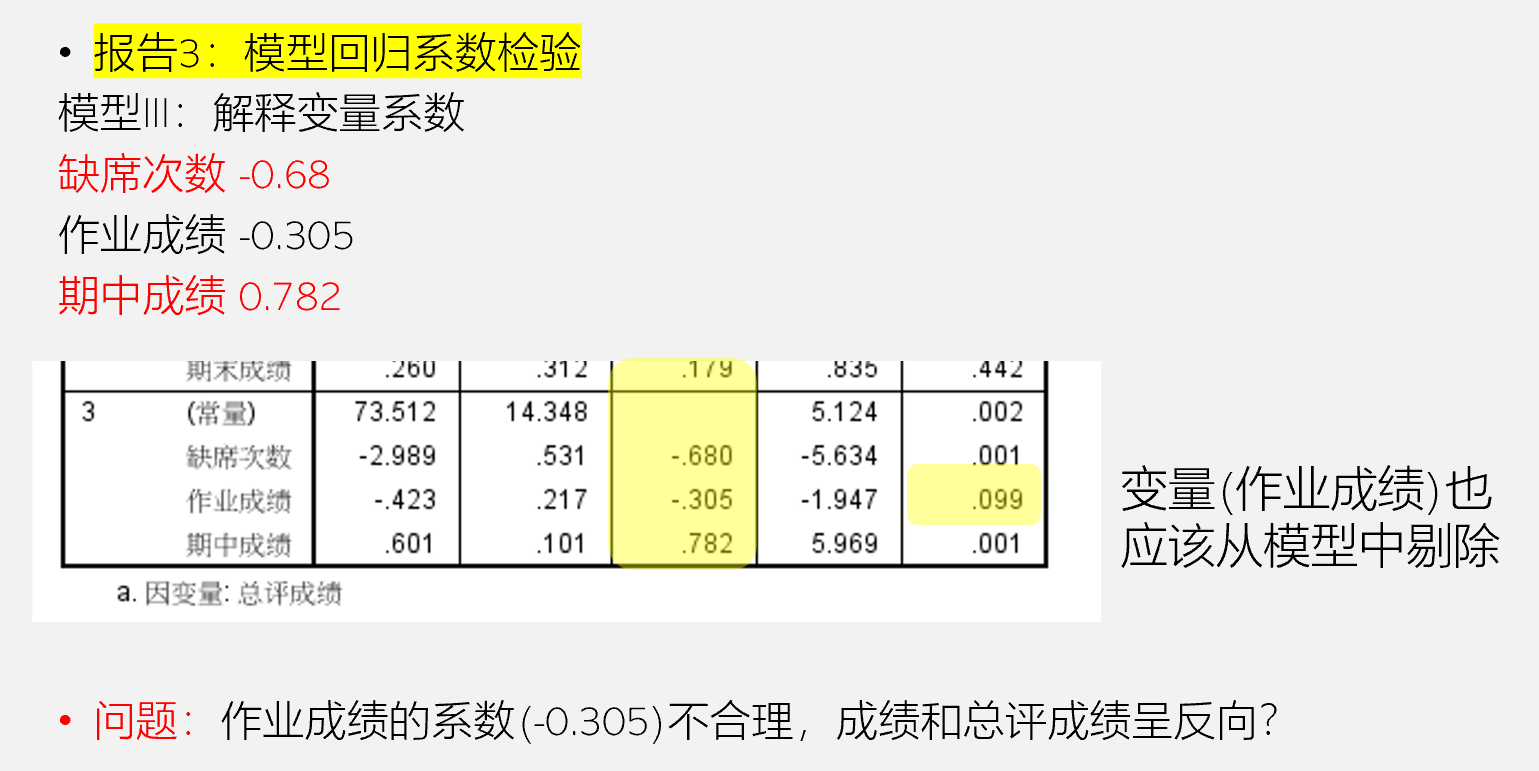 • 报告3：模型回归系数检验
模型III：解释变量系数
缺席次数 -0.68
作业成绩 -0.305
期中成绩 0.782
期末成绩 .260 .312 .179 .835 .442
3 (常量) 73.512 14.348 5.124 .002
缺席次数 -2.989 .531 -.680 -5.634 .001
作业成绩 -.423 .217 -.305 -1.947 .099
期中成绩 .601 .101 .782 5.969 .001
a. 因变量: 总评成绩
变量(作业成绩)也
应该从模型中剔除
• 问题：作业成绩的系数(-0.305)不合理，成绩和总评成绩呈反向？